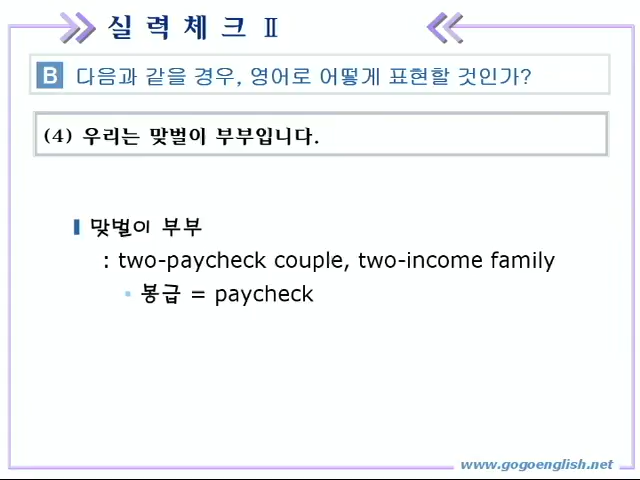 실 력 체 크 Ⅱ
B 다음과 같을 경우, 영어로 어떻게 표현할 것인가?
(4) 우리는 맞벌이 부부입니다.
맞벌이 부부
: two-paycheck couple, two-income family
봉급 = paycheck
www.gogoenglish.net